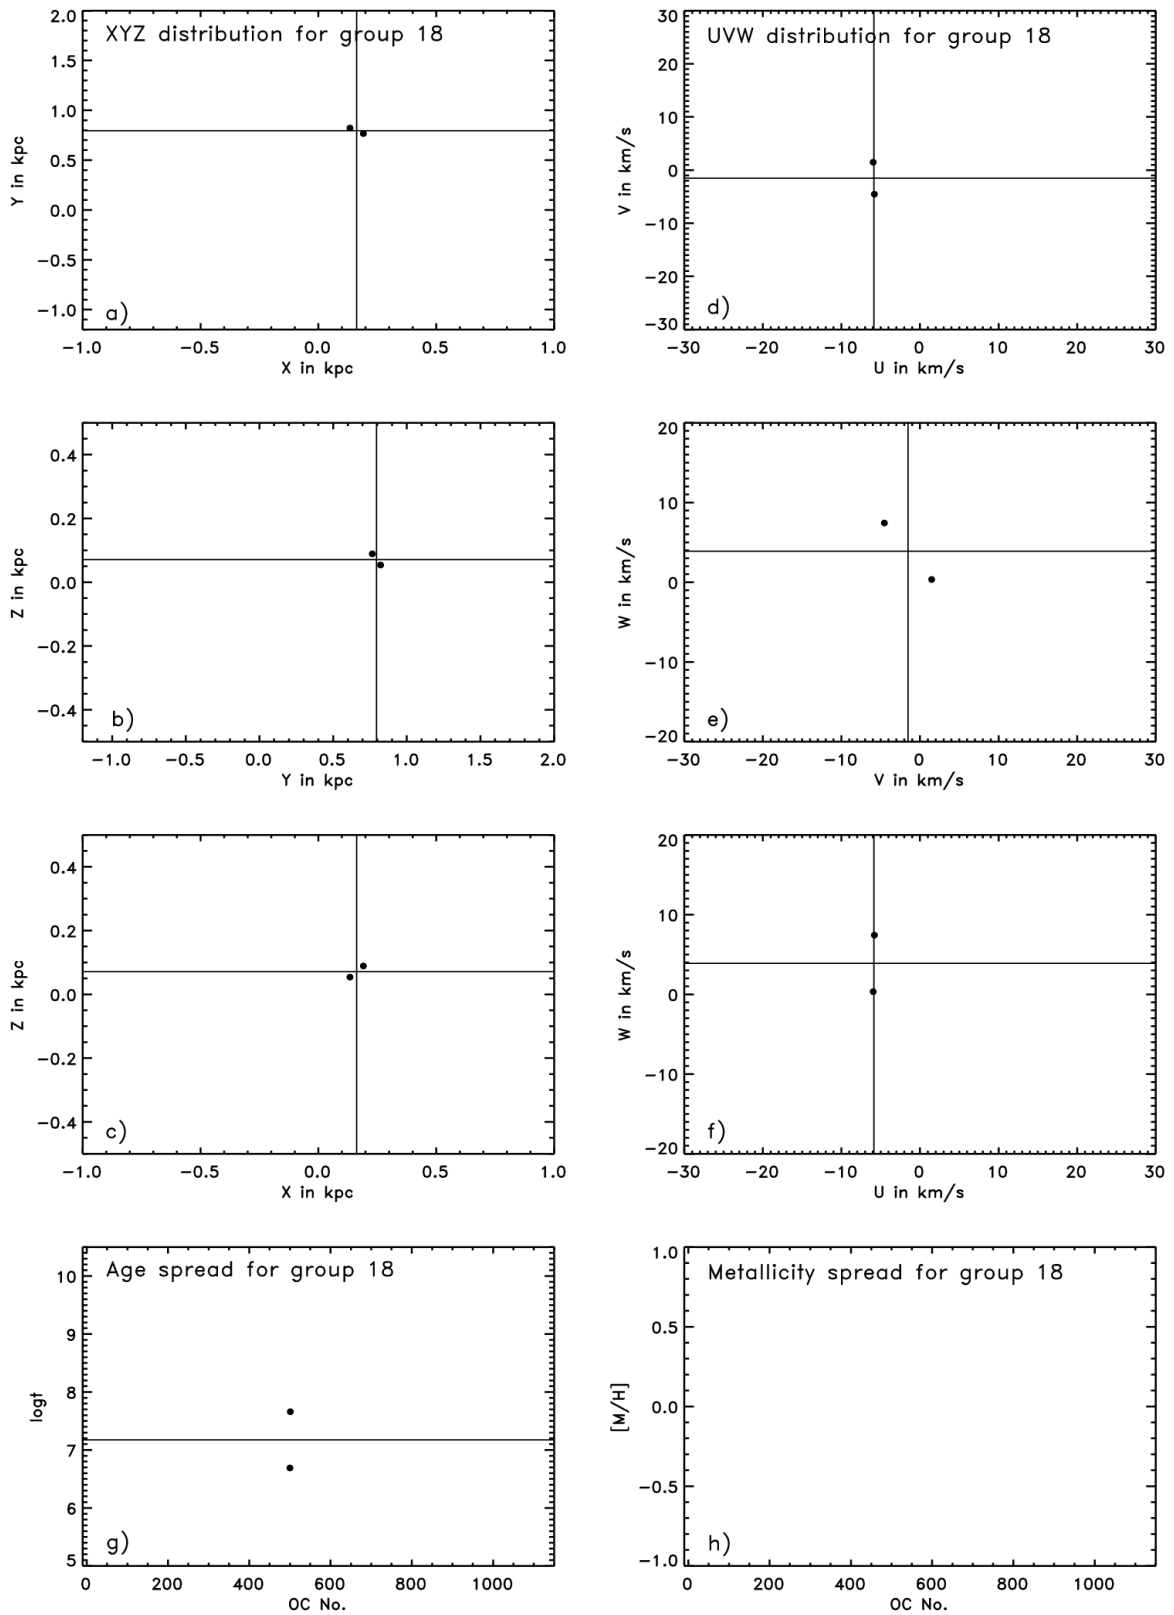 XYZ distribution for group 18
2.0
1.5
1.0
0.5
0.0
−0.5
−1.0
Y in kpc
a)
−1.0 −0.5 0.0 0.5 1.0
X in kpc
UVW distribution for group 18
30
20
10
0
−10
−20
−30
V in km/s
d)
−30 −20 −10 0 10 20 30
U in km/s
0.4
0.2
0.0
−0.2
−0.4
Z in kpc
b)
−1.0 −0.5 0.0 0.5 1.0 1.5 2.0
Y in kpc
20
10
0
−10
−20
W in km/s
e)
−30 −20 −10 0 10 20 30
V in km/s
0.4
0.2
0.0
−0.2
−0.4
Z in kpc
c)
−1.0 −0.5 0.0 0.5 1.0
X in kpc
20
10
0
−10
−20
W in km/s
f)
−30 −20 −10 0 10 20 30
U in km/s
Age spread for group 18
10
9
8
7
6
5
logt
g)
0 200 400 600 800 1000
OC No.
Metallicity spread for group 18
1.0
0.5
0.0
−0.5
−1.0
[M/H]
h)
0 200 400 600 800 1000
OC No.